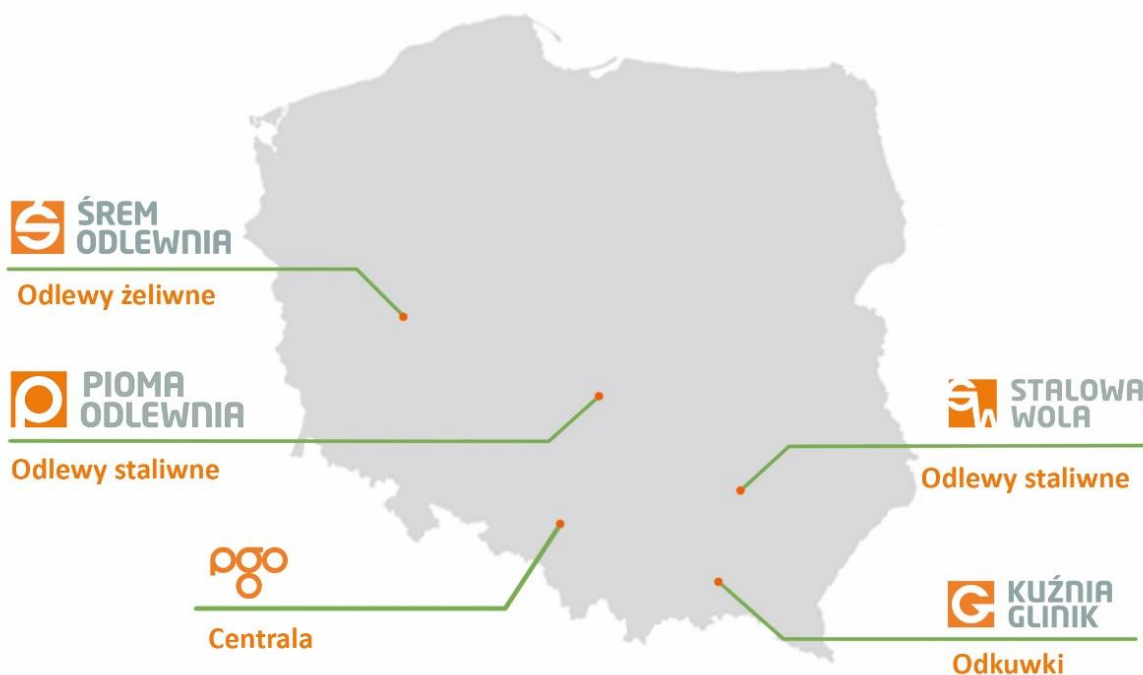 ŚREM
ODLEWNIA
Odlewy żeliwne
PIOMA
ODLEWNIA
Odlewy staliwne
STALOWA
WOLA
Odlewy staliwne
pgo
Centrala
KUŹNIA
GLINIK
Odkuwki